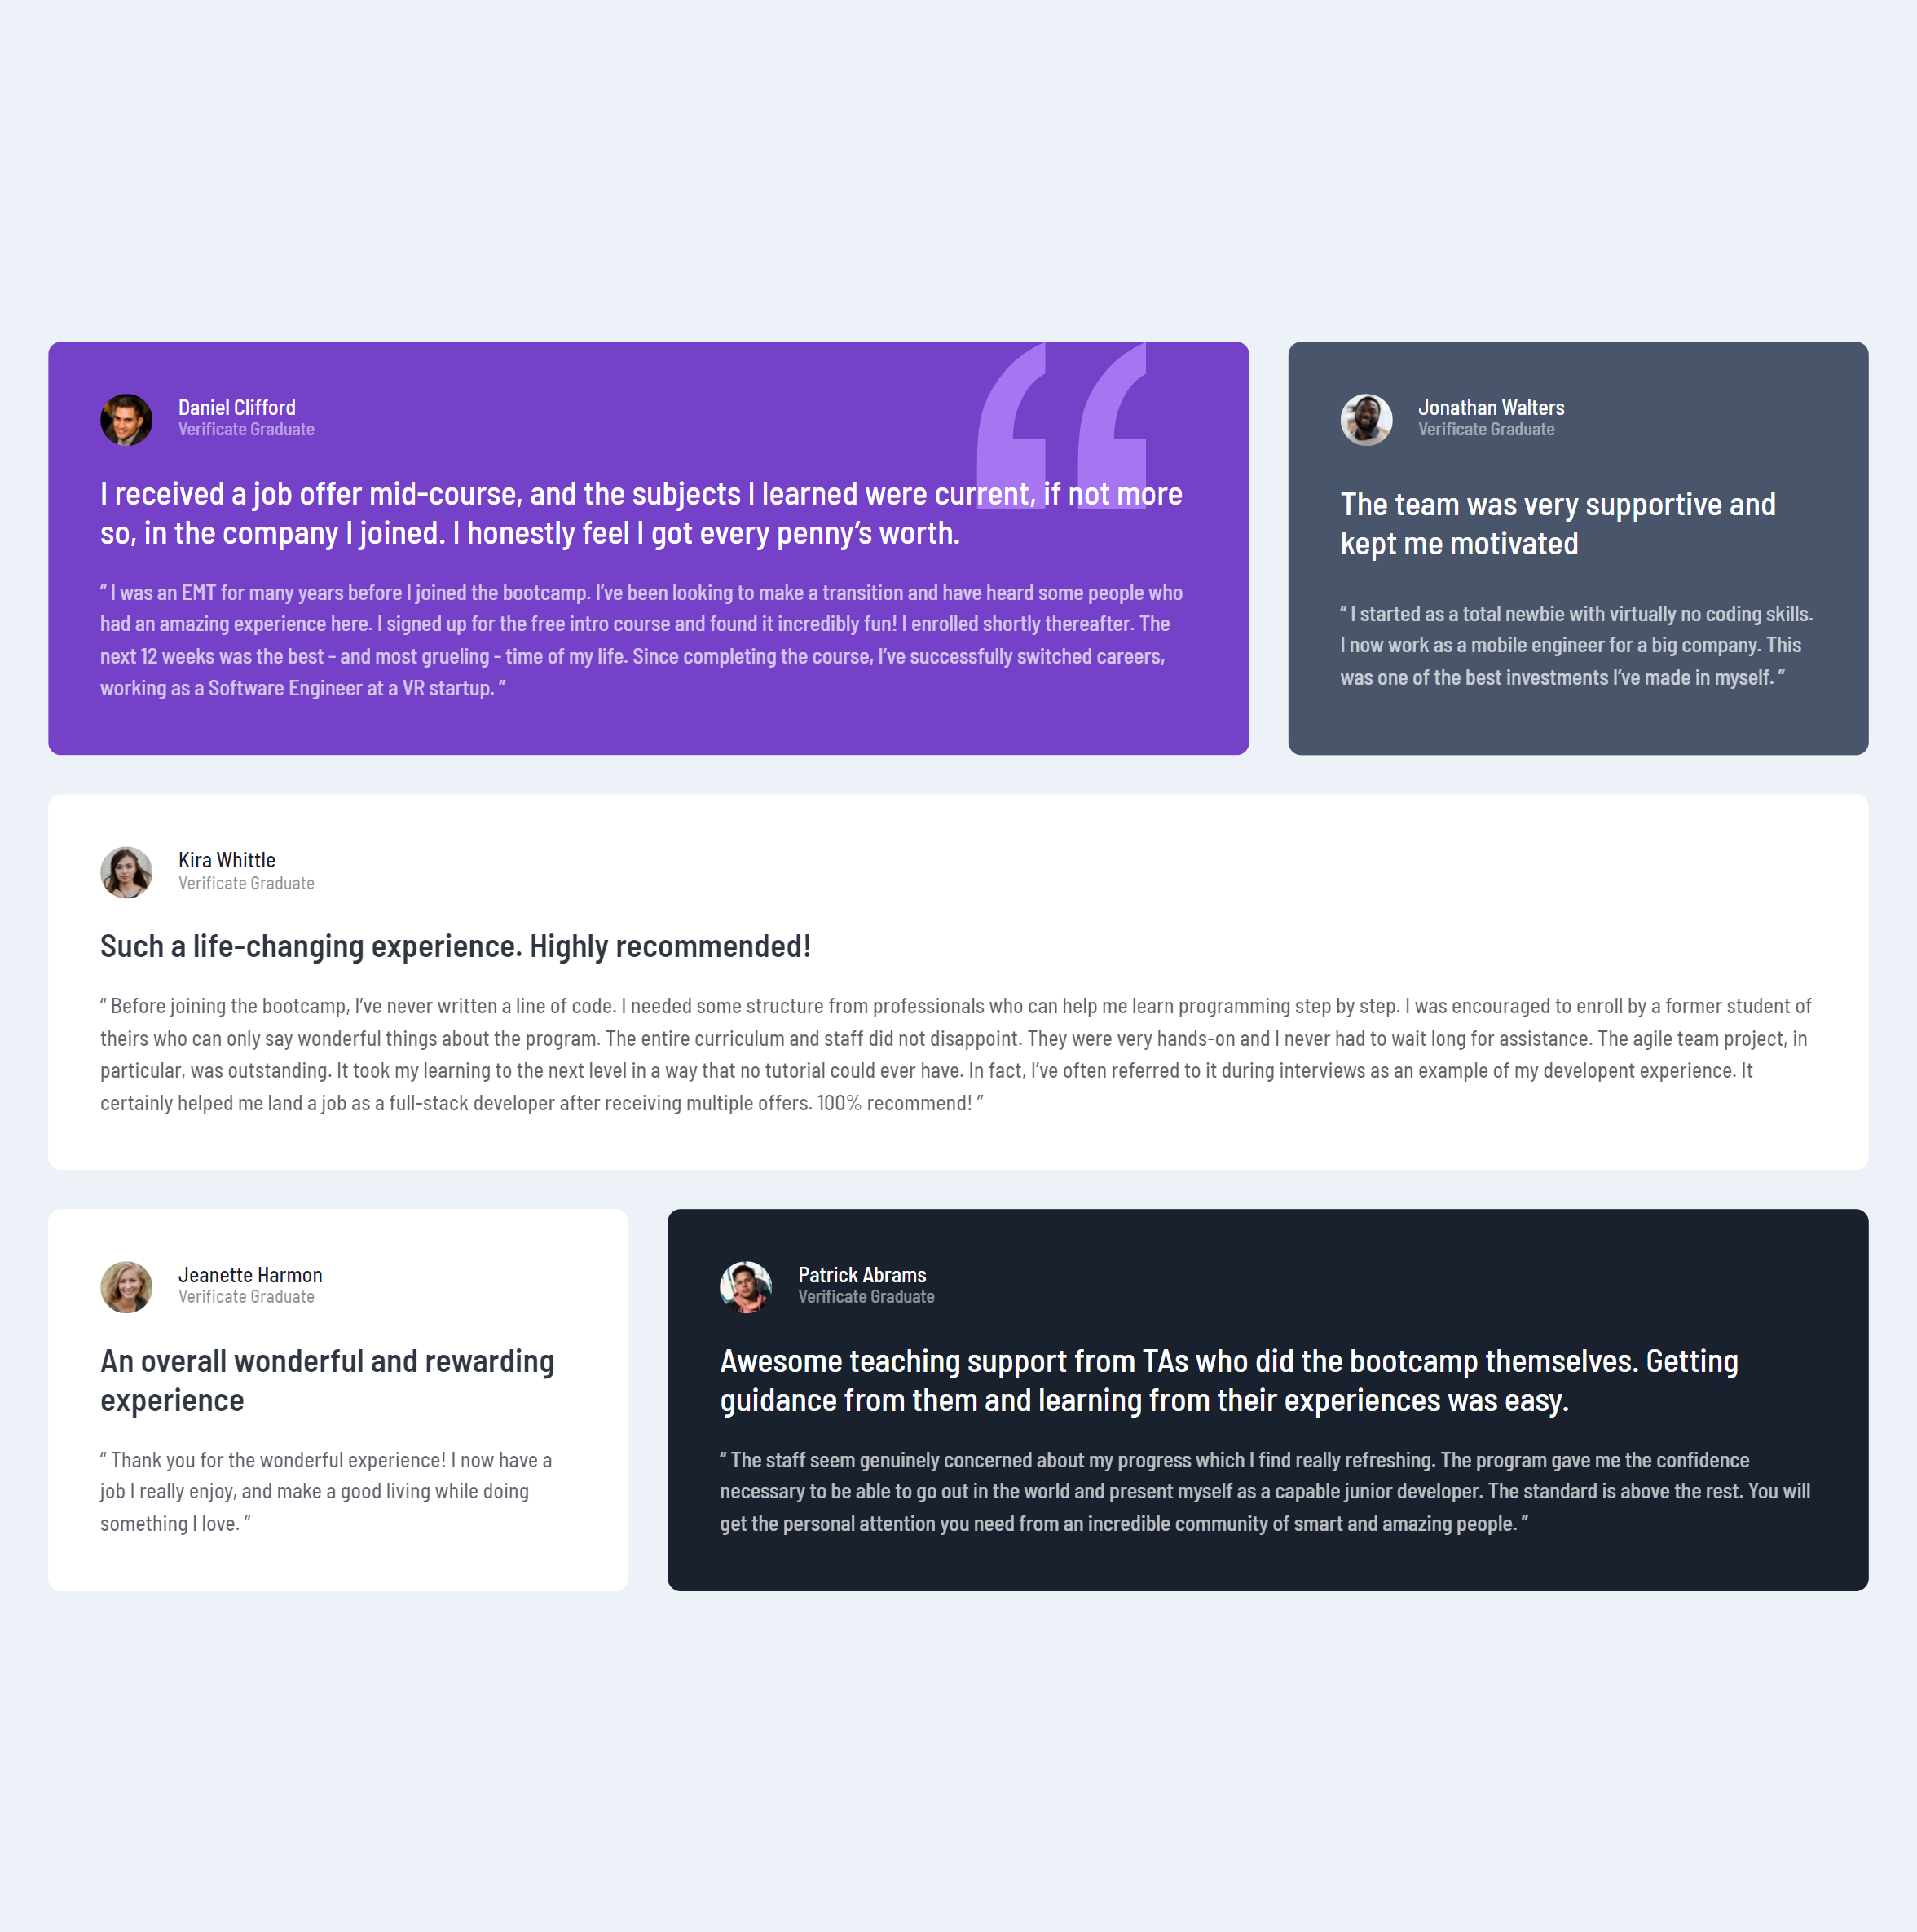 Daniel Clifford
Verificate Graduate
I received a job offer mid-course, and the subjects I learned were current, if not more
so, in the company I joined. I honestly feel I got every penny’s worth.
“ I was an EMT for many years before I joined the bootcamp. I’ve been looking to make a transition and have heard some people who
had an amazing experience here. I signed up for the free intro course and found it incredibly fun! I enrolled shortly thereafter. The
next 12 weeks was the best - and most grueling - time of my life. Since completing the course, I’ve successfully switched careers,
working as a Software Engineer at a VR startup. ”
Jonathan Walters
Verificate Graduate
The team was very supportive and
kept me motivated
“ I started as a total newbie with virtually no coding skills.
I now work as a mobile engineer for a big company. This
was one of the best investments I’ve made in myself. ”
Kira Whittle
Verificate Graduate
Such a life-changing experience. Highly recommended!
“ Before joining the bootcamp, I’ve never written a line of code. I needed some structure from professionals who can help me learn programming step by step. I was encouraged to enroll by a former student of
theirs who can only say wonderful things about the program. The entire curriculum and staff did not disappoint. They were very hands-on and I never had to wait long for assistance. The agile team project, in
particular, was outstanding. It took my learning to the next level in a way that no tutorial could ever have. In fact, I’ve often referred to it during interviews as an example of my developent experience. It
certainly helped me land a job as a full-stack developer after receiving multiple offers. 100% recommend! ”
Jeanette Harmon
Verificate Graduate
An overall wonderful and rewarding
experience
“ Thank you for the wonderful experience! I now have a
job I really enjoy, and make a good living while doing
something I love. ”
Patrick Abrams
Verificate Graduate
Awesome teaching support from TAs who did the bootcamp themselves. Getting
guidance from them and learning from their experiences was easy.
“ The staff seem genuinely concerned about my progress which I find really refreshing. The program gave me the confidence
necessary to be able to go out in the world and present myself as a capable junior developer. The standard is above the rest. You will
get the personal attention you need from an incredible community of smart and amazing people. ”